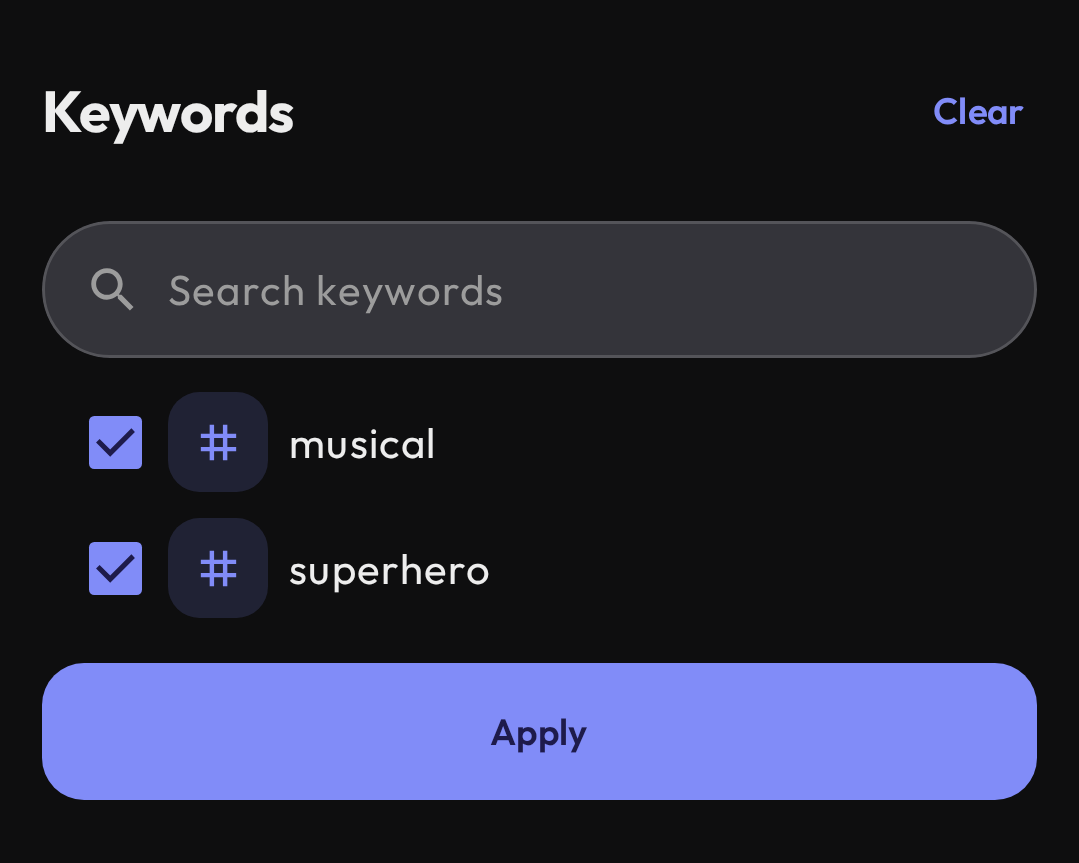 Keywords
Clear
Search keywords
# musical
# superhero
Apply